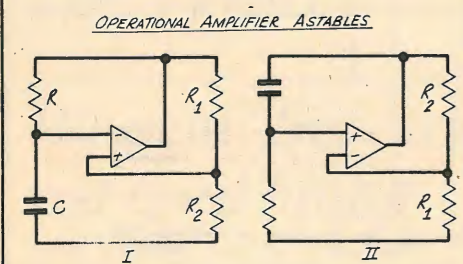 OPERATIONAL AMPLIFIER ASTABLES
R
R1
R2
C
-
+
+
-
R2
R1
I
II